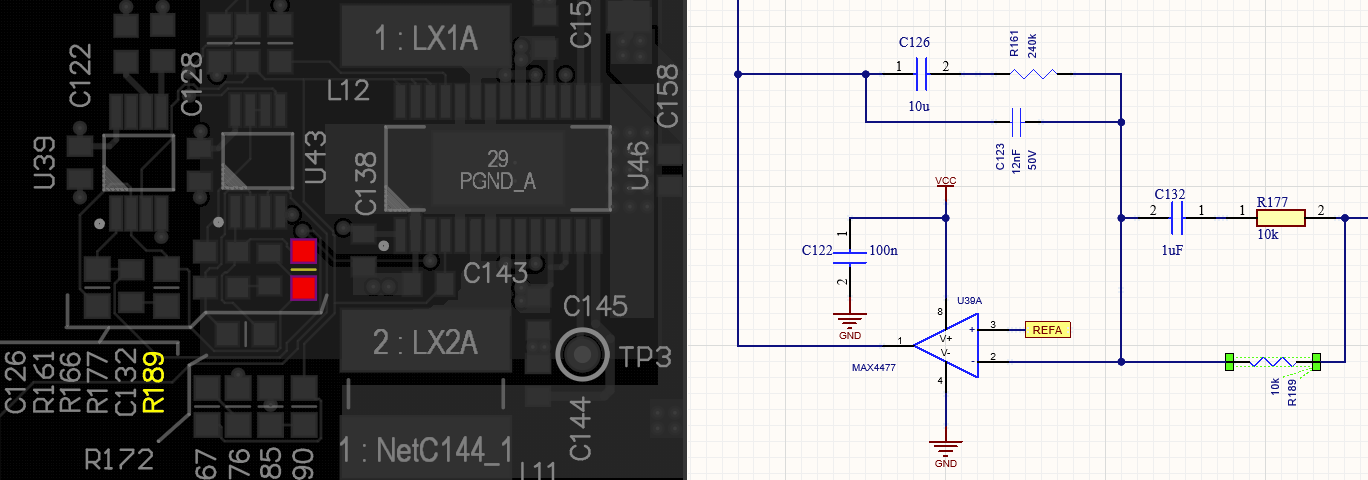 1 : LX1A
C15
C122
C128
L12
C158
U39
U43
C138
29
PGND_A
U46
C143
C145
2 : LX2A
TP3
C126
R161
R166
R177
C132
R189
C144
R172
67
76
85
90
1 : NetC144_1
L11
C126
1
2
10u
R161
240k
C123
12nF
50V
VCC
C132
2
1
1uF
R177
1
2
10k
C122
1
2
100n
GND
U39A
8
V+
V-
+
-
3
REFA
1
2
MAX4477
4
GND
10k
R189